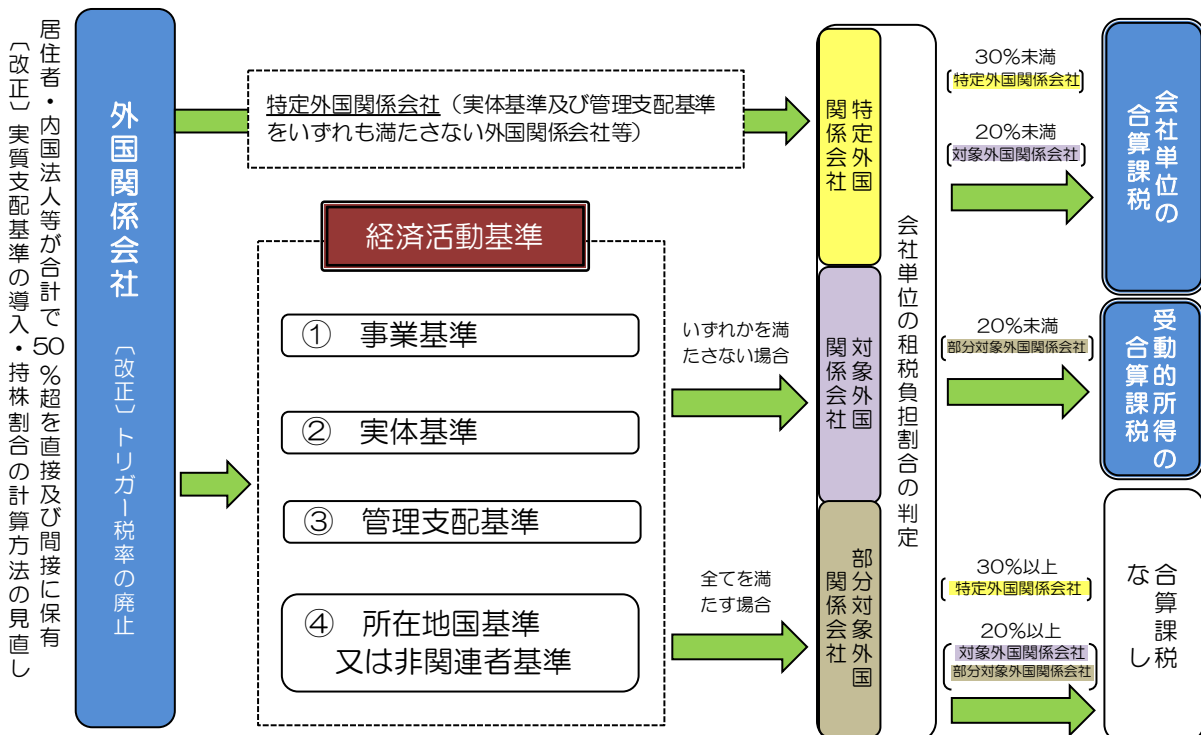 居住者・内国法人等が合計で50%超を直接及び間接に保有
〔改正〕実質支配基準の導入・持株割合の計算方法の見直し
外国関係会社
〔改正〕トリガー税率の廃止
特定外国関係会社（実体基準及び管理支配基準
をいずれも満たさない外国関係会社等）
経済活動基準
① 事業基準
② 実体基準
③ 管理支配基準
④ 所在地国基準
又は非関連者基準
いずれかを満
たさない場合
全てを満
たす場合
特定外国
関係会社
対象外国
関係会社
部分対象外国
関係会社
会社単位の租税負担割合の判定
30%未満
特定外国関係会社
20%未満
対象外国関係会社
20%未満
部分対象外国関係会社
30%以上
特定外国関係会社
20%以上
対象外国関係会社
部分対象外国関係会社
会社単位の
合算課税
受動的所得の
合算課税
合算課税
なし